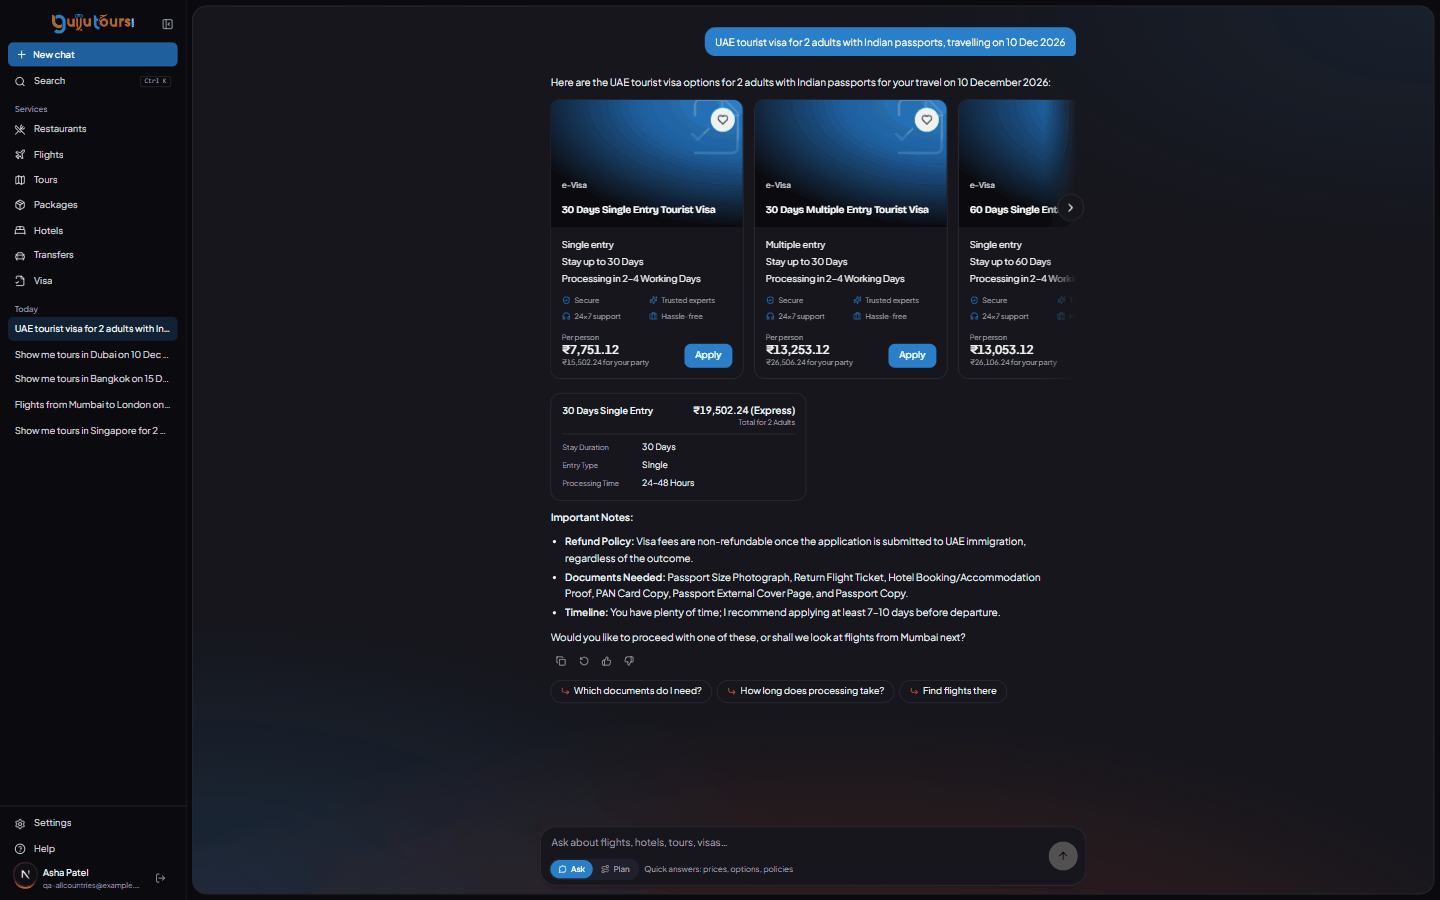 gujjutours!
New chat
Search
Ctrl K
Services
Restaurants
Flights
Tours
Packages
Hotels
Transfers
Visa
Today
UAE tourist visa for 2 adults with In...
Show me tours in Dubai on 10 Dec ...
Show me tours in Bangkok on 15 D...
Flights from Mumbai to London on...
Show me tours in Singapore for 2 ...
Settings
Help
N
Asha Patel
qa-allcountries@example....
UAE tourist visa for 2 adults with Indian passports, travelling on 10 Dec 2026
Here are the UAE tourist visa options for 2 adults with Indian passports for your travel on 10 December 2026:
e-Visa
30 Days Single Entry Tourist Visa
Single entry
Stay up to 30 Days
Processing in 2–4 Working Days
Secure
Trusted experts
24×7 support
Hassle-free
Per person
₹7,751.12
₹15,502.24 for your party
Apply
e-Visa
30 Days Multiple Entry Tourist Visa
Multiple entry
Stay up to 30 Days
Processing in 2–4 Working Days
Secure
Trusted experts
24×7 support
Hassle-free
Per person
₹13,253.12
₹26,506.24 for your party
Apply
e-Visa
60 Days Single Ent
Single entry
Stay up to 60 Days
Processing in 2–4 Worki
Secure
24×7 support
Per person
₹13,053.12
₹26,106.24 for your party
30 Days Single Entry
₹19,502.24 (Express)
Total for 2 Adults
Stay Duration 30 Days
Entry Type Single
Processing Time 24–48 Hours
Important Notes:
• Refund Policy: Visa fees are non-refundable once the application is submitted to UAE immigration,
regardless of the outcome.
• Documents Needed: Passport Size Photograph, Return Flight Ticket, Hotel Booking/Accommodation
Proof, PAN Card Copy, Passport External Cover Page, and Passport Copy.
• Timeline: You have plenty of time; I recommend applying at least 7–10 days before departure.
Would you like to proceed with one of these, or shall we look at flights from Mumbai next?
Which documents do I need?
How long does processing take?
Find flights there
Ask about flights, hotels, tours, visas...
Ask
Plan
Quick answers: prices, options, policies